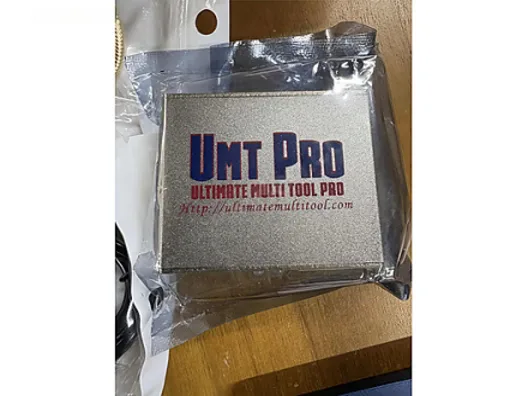 UMT PRO
ULTIMATE MULTI TOOL PRO
Http://ultimatemultitool.com